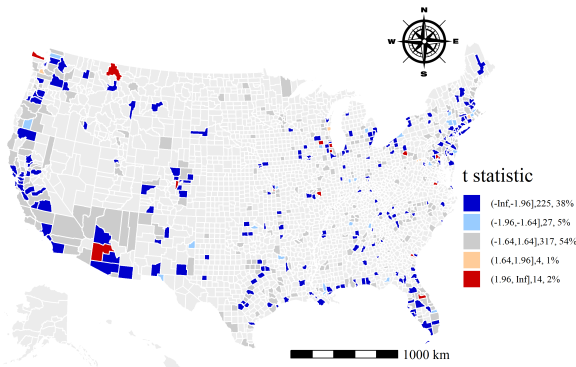 N
W E
S
t statistic
(-Inf,-1.96],225, 38%
(-1.96,-1.64],27, 5%
(-1.64,1.64],317, 54%
(1.64,1.96],4, 1%
(1.96, Inf],14, 2%
1000 km